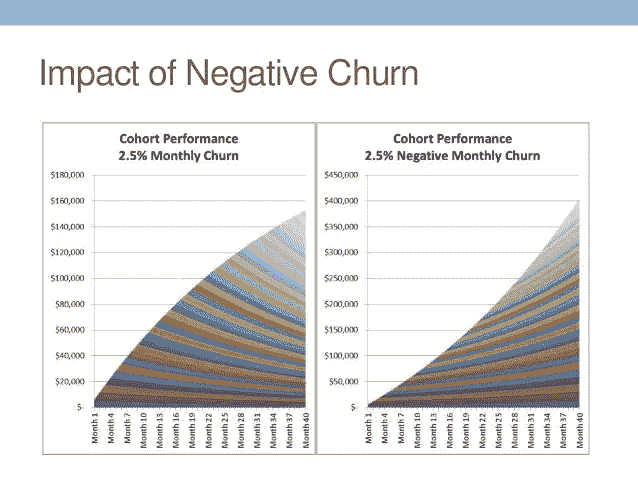 Impact of Negative Churn
Cohort Performance
2.5% Monthly Churn
$180,000
$160,000
$140,000
$120,000
$100,000
$80,000
$60,000
$40,000
$20,000
$-
Month 1
Month 4
Month 7
Month 10
Month 13
Month 16
Month 19
Month 22
Month 25
Month 28
Month 31
Month 34
Month 37
Month 40
Cohort Performance
2.5% Negative Monthly Churn
$450,000
$400,000
$350,000
$300,000
$250,000
$200,000
$150,000
$100,000
$50,000
$-
Month 1
Month 4
Month 7
Month 10
Month 13
Month 16
Month 19
Month 22
Month 25
Month 28
Month 31
Month 34
Month 37
Month 40